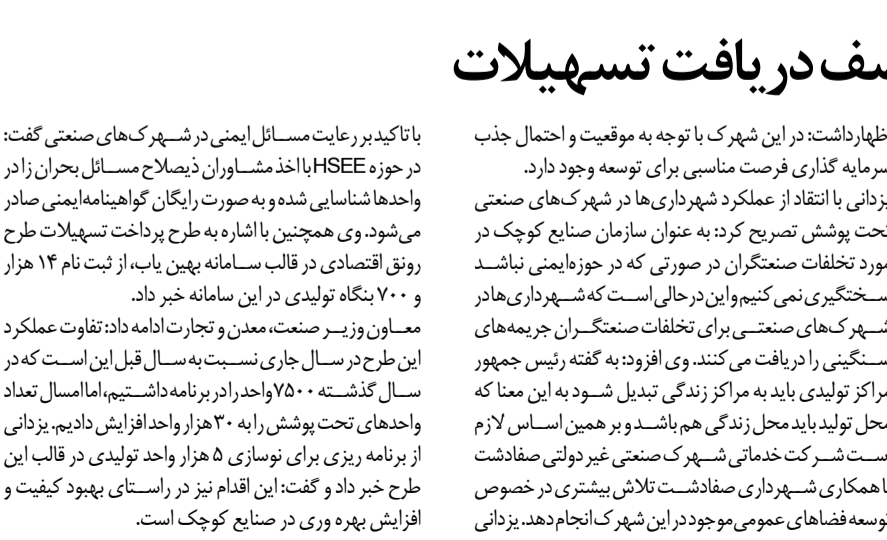 در یافت تسهیلات
در این شهرک با توجه به موقعیت و احتمال جذب
سرمایه گذاری فرصت مناسبی برای توسعه وجود دارد.
یزدانی با انتقاد از عملکرد شهرداری‌ها در شهرک‌های صنعتی
تحت پوشش تصریح کرد: به عنوان سازمان صنایع کوچک در
مورد تخلفات صنعتگران در صورتی که در حوزه‌ایمنی نباشد
سختگیری نمی کنیم و این در حالی است که شهرداری ها در
شهرک‌های صنعتی برای تخلفات صنعتگران جریمه‌های
سنگینی را دریافت می کنند. وی افزود: به گفته رئیس جمهور
مراکز تولیدی باید به مراکز زندگی تبدیل شود به این معنا که
محل تولید باید محل زندگی هم باشد و بر همین اساس لازم
است شرکت خدماتی شهرک صنعتی غیر دولتی صفادشت
با همکاری شهرداری صفادشت تلاش بیشتری در خصوص
توسعه فضاهای عمومی موجود در این شهرک انجام دهد. یزدانی
با تاکید بر رعایت مسائل ایمنی در شهرک‌های صنعتی گفت:
در حوزه HSEE با اخذ مشاوران ذیصلاح مسائل بحران زا در
واحدها شناسایی شده و به صورت رایگان گواهینامه‌ایمنی صادر
می‌شود. وی همچنین با اشاره به طرح پرداخت تسهیلات طرح
رونق اقتصادی در قالب سامانه بهین یاب، از ثبت نام ۱۴ هزار
و ۷۰۰ بنگاه تولیدی در این سامانه خبر داد.
معاون وزیر صنعت، معدن و تجارت ادامه داد: تفاوت عملکرد
این طرح در سال جاری نسبت به سال قبل این است که در
سال گذشته ۷۵۰۰ واحد را در برنامه داشتیم، اما امسال تعداد
واحدهای تحت پوشش را به ۳۰ هزار واحد افزایش دادیم. یزدانی
از برنامه ریزی برای نوسازی ۵ هزار واحد تولیدی در قالب این
طرح خبر داد و گفت: این اقدام نیز در راستای بهبود کیفیت و
افزایش بهره وری در صنایع کوچک است.